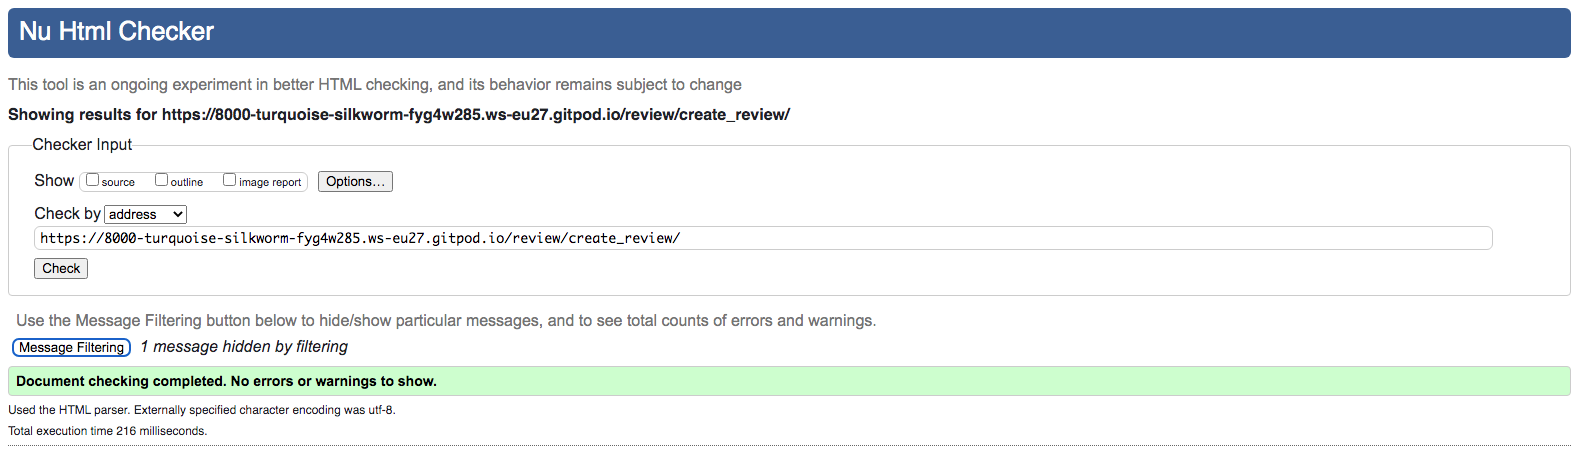 Nu Html Checker
This tool is an ongoing experiment in better HTML checking, and its behavior remains subject to change
Showing results for https://8000-turquoise-silkworm-fyg4w285.ws-eu27.gitpod.io/review/create_review/
Checker Input
Show source outline image report Options...
Check by address
https://8000-turquoise-silkworm-fyg4w285.ws-eu27.gitpod.io/review/create_review/
Check
Use the Message Filtering button below to hide/show particular messages, and to see total counts of errors and warnings.
Message Filtering 1 message hidden by filtering
Document checking completed. No errors or warnings to show.
Used the HTML parser. Externally specified character encoding was utf-8.
Total execution time 216 milliseconds.